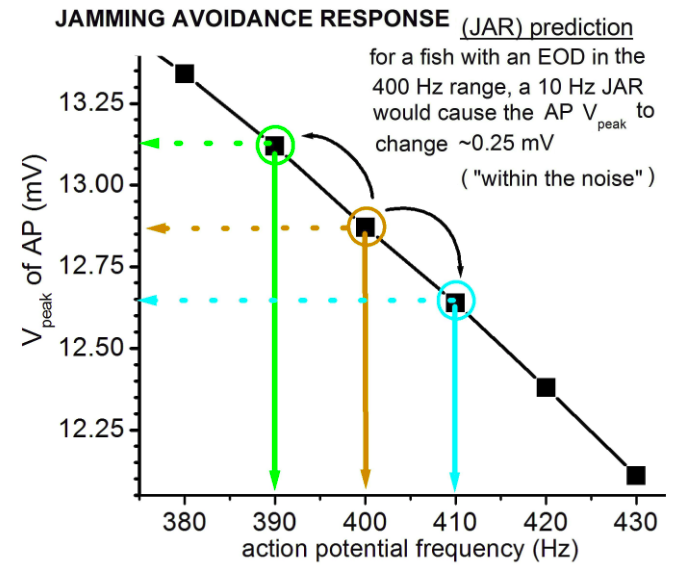 JAMMING AVOIDANCE RESPONSE (JAR) prediction
for a fish with an EOD in the
400 Hz range, a 10 Hz JAR
would cause the AP Vpeak to
change ~0.25 mV
( "within the noise" )
Vpeak of AP (mV)
13.25
13.00
12.75
12.50
12.25
380 390 400 410 420 430
action potential frequency (Hz)